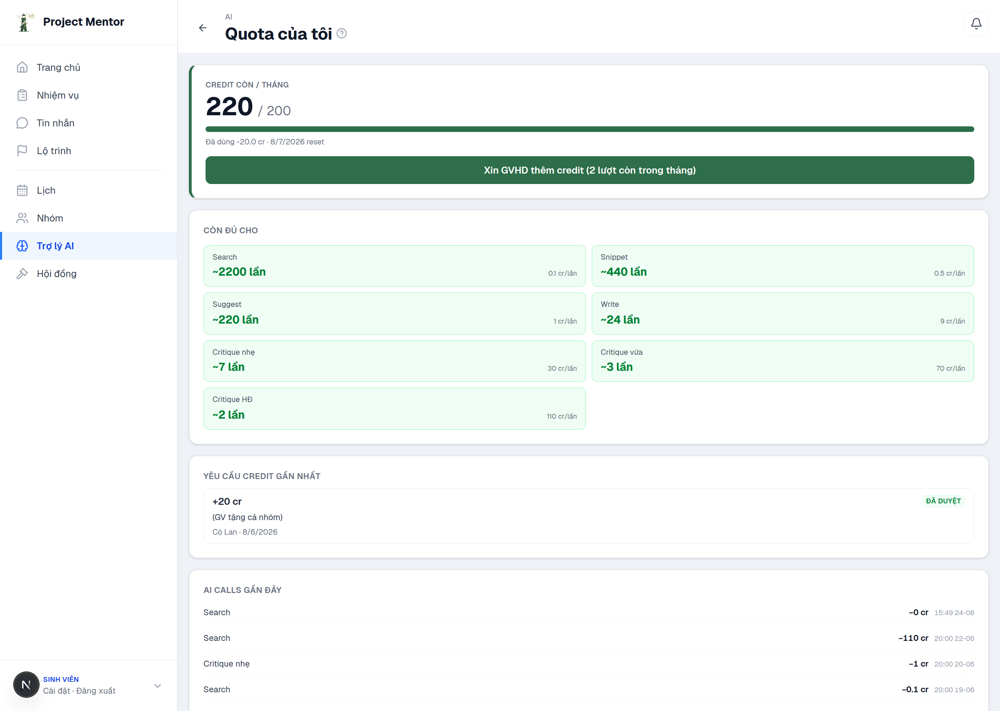 Project Mentor
Trang chủ
Nhiệm vụ
Tin nhắn
Lộ trình
Lịch
Nhóm
Trợ lý AI
Hội đồng
N
SINH VIÊN
Cài đặt · Đăng xuất
AI
Quota của tôi
CREDIT CÒN / THÁNG
220 / 200
Đã dùng -20.0 cr · 8/7/2026 reset
Xin GVHD thêm credit (2 lượt còn trong tháng)
CÒN ĐỦ CHO
Search
~2200 lần 0.1 cr/lần
Snippet
~440 lần 0.5 cr/lần
Suggest
~220 lần 1 cr/lần
Write
~24 lần 9 cr/lần
Critique nhẹ
~7 lần 30 cr/lần
Critique vừa
~3 lần 70 cr/lần
Critique HĐ
~2 lần 110 cr/lần
YÊU CẦU CREDIT GẦN NHẤT
+20 cr ĐÃ DUYỆT
(GV tặng cả nhóm)
Cô Lan · 8/6/2026
AI CALLS GẦN ĐÂY
Search −0 cr 15:49 24-06
Search −110 cr 20:00 22-06
Critique nhẹ −1 cr 20:00 20-06
Search −0.1 cr 20:00 19-06